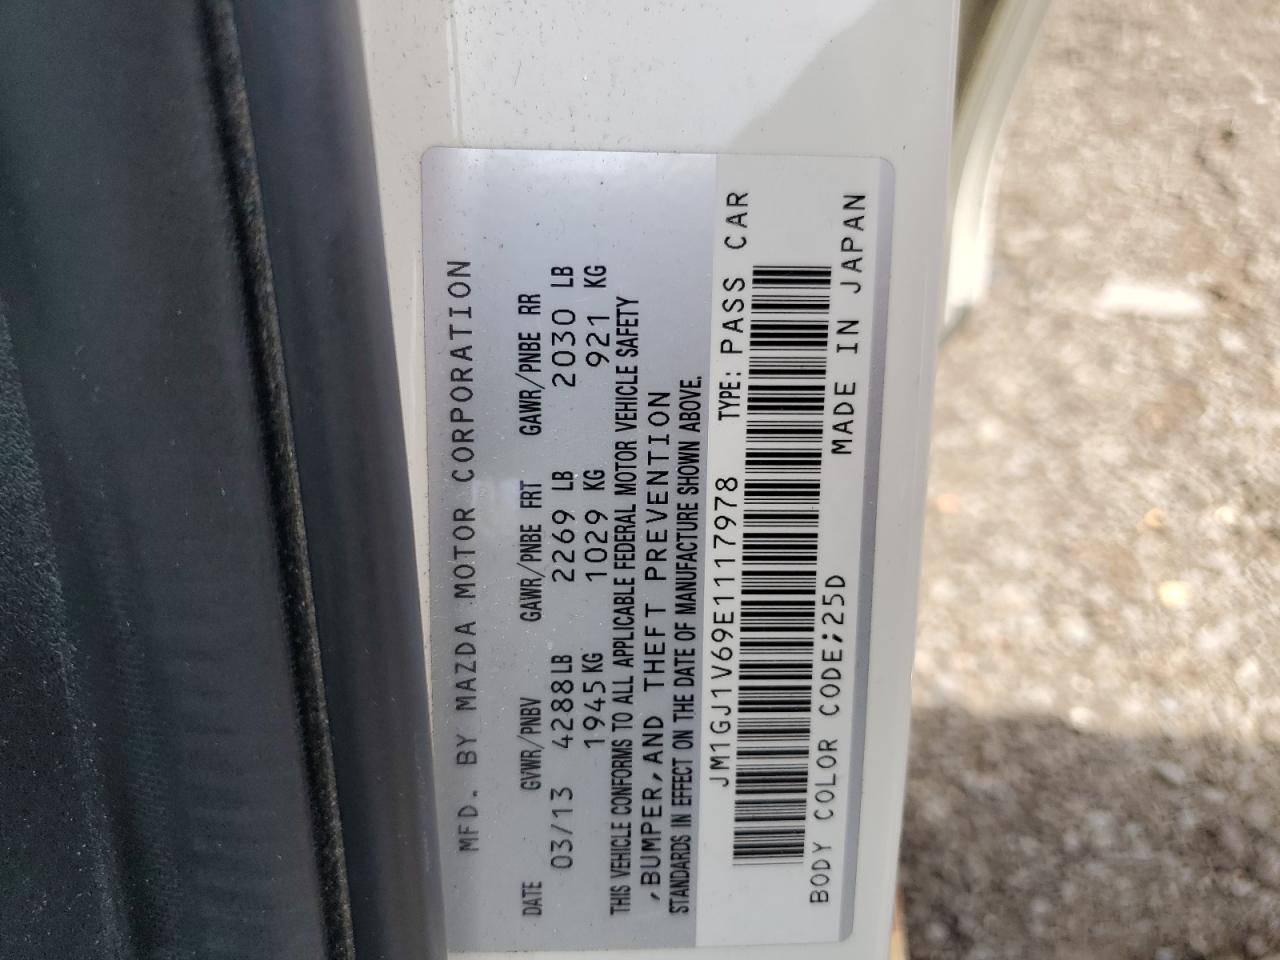 MFD. BY MAZDA MOTOR CORPORATION
DATE GVWR/PNBV GAWR/PNBE FRT GAWR/PNBE RR
03/13 4288LB 2269 LB 2030 LB
1945KG 1029 KG 921 KG
THIS VEHICLE CONFORMS TO ALL APPLICABLE FEDERAL MOTOR VEHICLE SAFETY
,BUMPER,AND THEFT PREVENTION
STANDARDS IN EFFECT ON THE DATE OF MANUFACTURE SHOWN ABOVE.
JM1GJ1V69E1117978 TYPE: PASS CAR
BODY COLOR CODE;25D MADE IN JAPAN